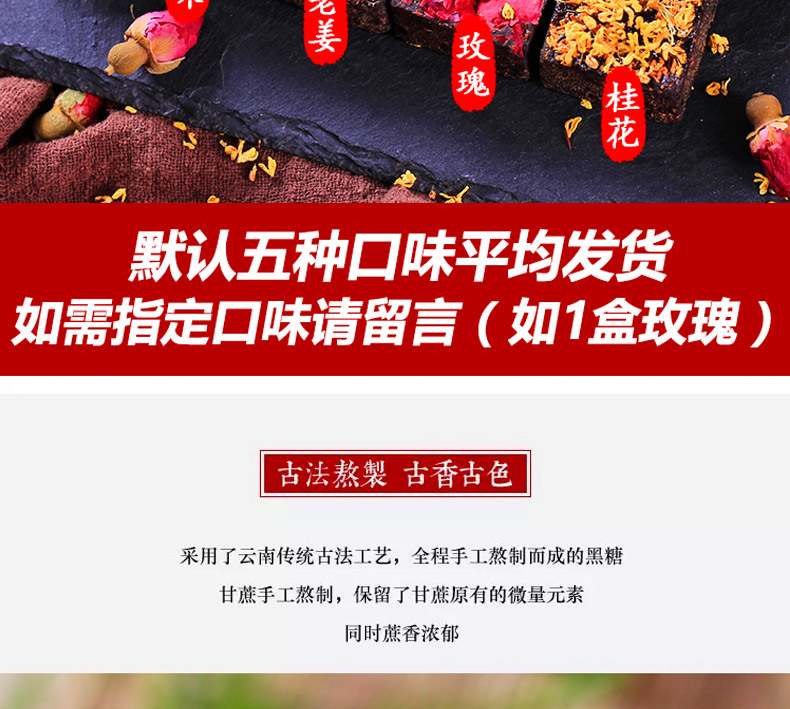 老姜
玫瑰
桂花
默认五种口味平均发货
如需指定口味请留言（如1盒玫瑰）
古法熬製 古香古色
采用了云南传统古法工艺，全程手工熬制而成的黑糖
甘蔗手工熬制，保留了甘蔗原有的微量元素
同时蔗香浓郁